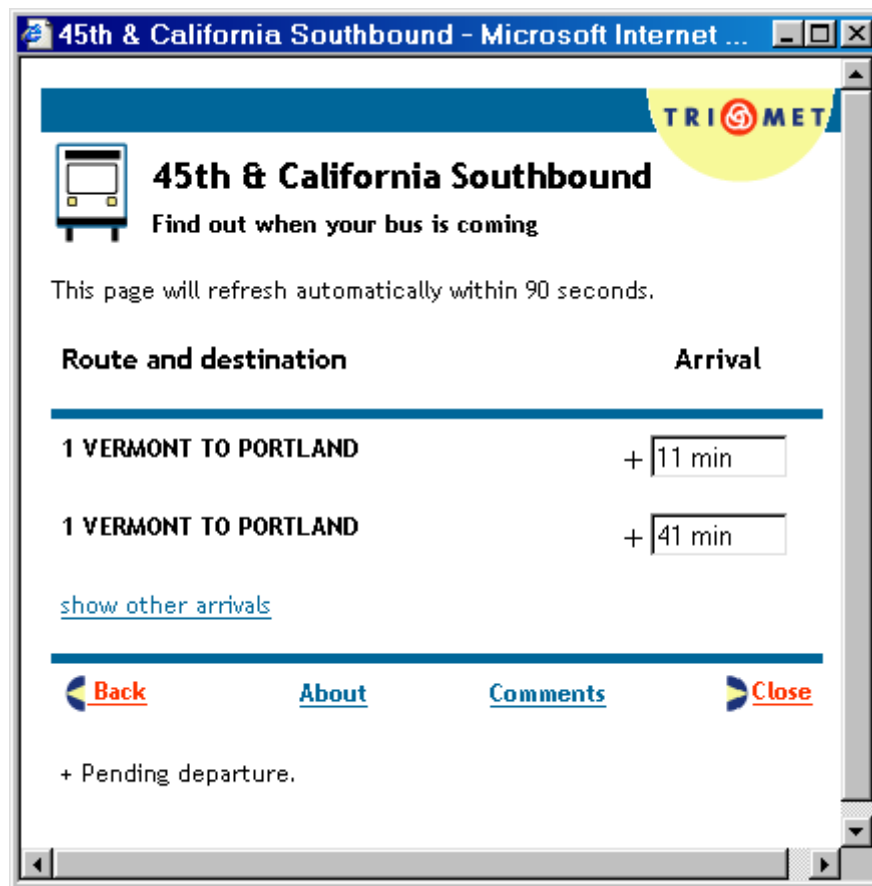 45th & California Southbound - Microsoft Internet ...
TRI MET
45th & California Southbound
Find out when your bus is coming
This page will refresh automatically within 90 seconds.
Route and destination Arrival
1 VERMONT TO PORTLAND + 11 min
1 VERMONT TO PORTLAND + 41 min
show other arrivals
Back About Comments Close
+ Pending departure.